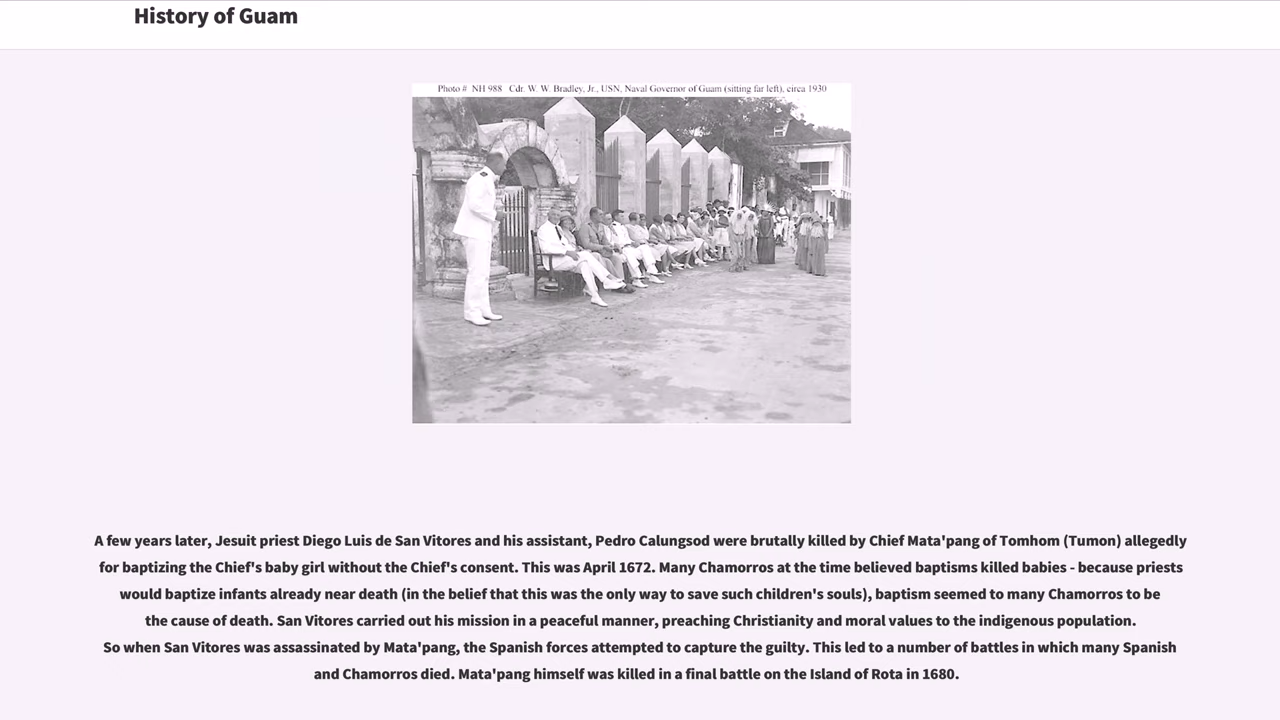 History of Guam
Photo # NH 988 Cdr. W. W. Bradley, Jr., USN, Naval Governor of Guam (sitting far left), circa 1930
A few years later, Jesuit priest Diego Luis de San Vitores and his assistant, Pedro Calungsod were brutally killed by Chief Mata'pang of Tomhom (Tumon) allegedly
for baptizing the Chief's baby girl without the Chief's consent. This was April 1672. Many Chamorros at the time believed baptisms killed babies - because priests
would baptize infants already near death (in the belief that this was the only way to save such children's souls), baptism seemed to many Chamorros to be
the cause of death. San Vitores carried out his mission in a peaceful manner, preaching Christianity and moral values to the indigenous population.
So when San Vitores was assassinated by Mata'pang, the Spanish forces attempted to capture the guilty. This led to a number of battles in which many Spanish
and Chamorros died. Mata'pang himself was killed in a final battle on the Island of Rota in 1680.